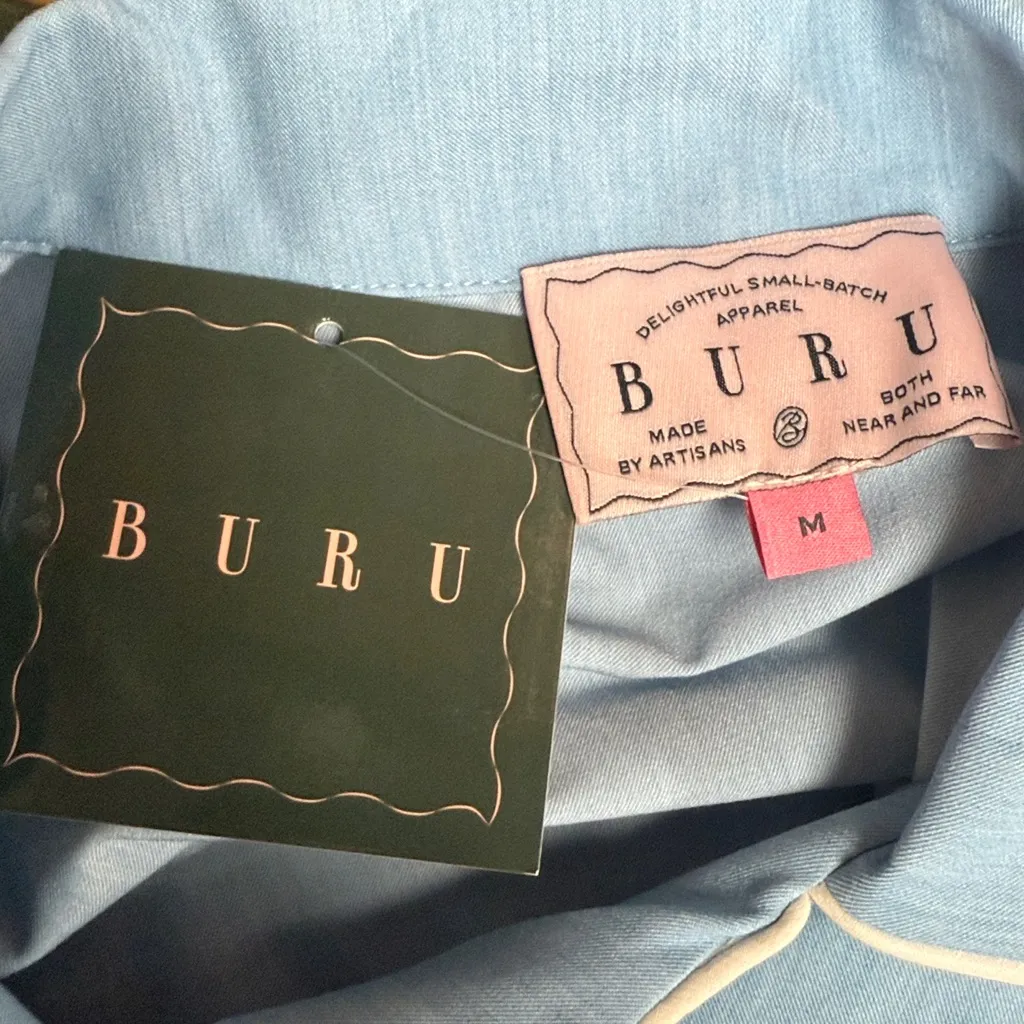 BURU
DELIGHTFUL SMALL-BATCH
APPAREL
BURU
MADE
BY ARTISANS
B
BOTH
NEAR AND FAR
M